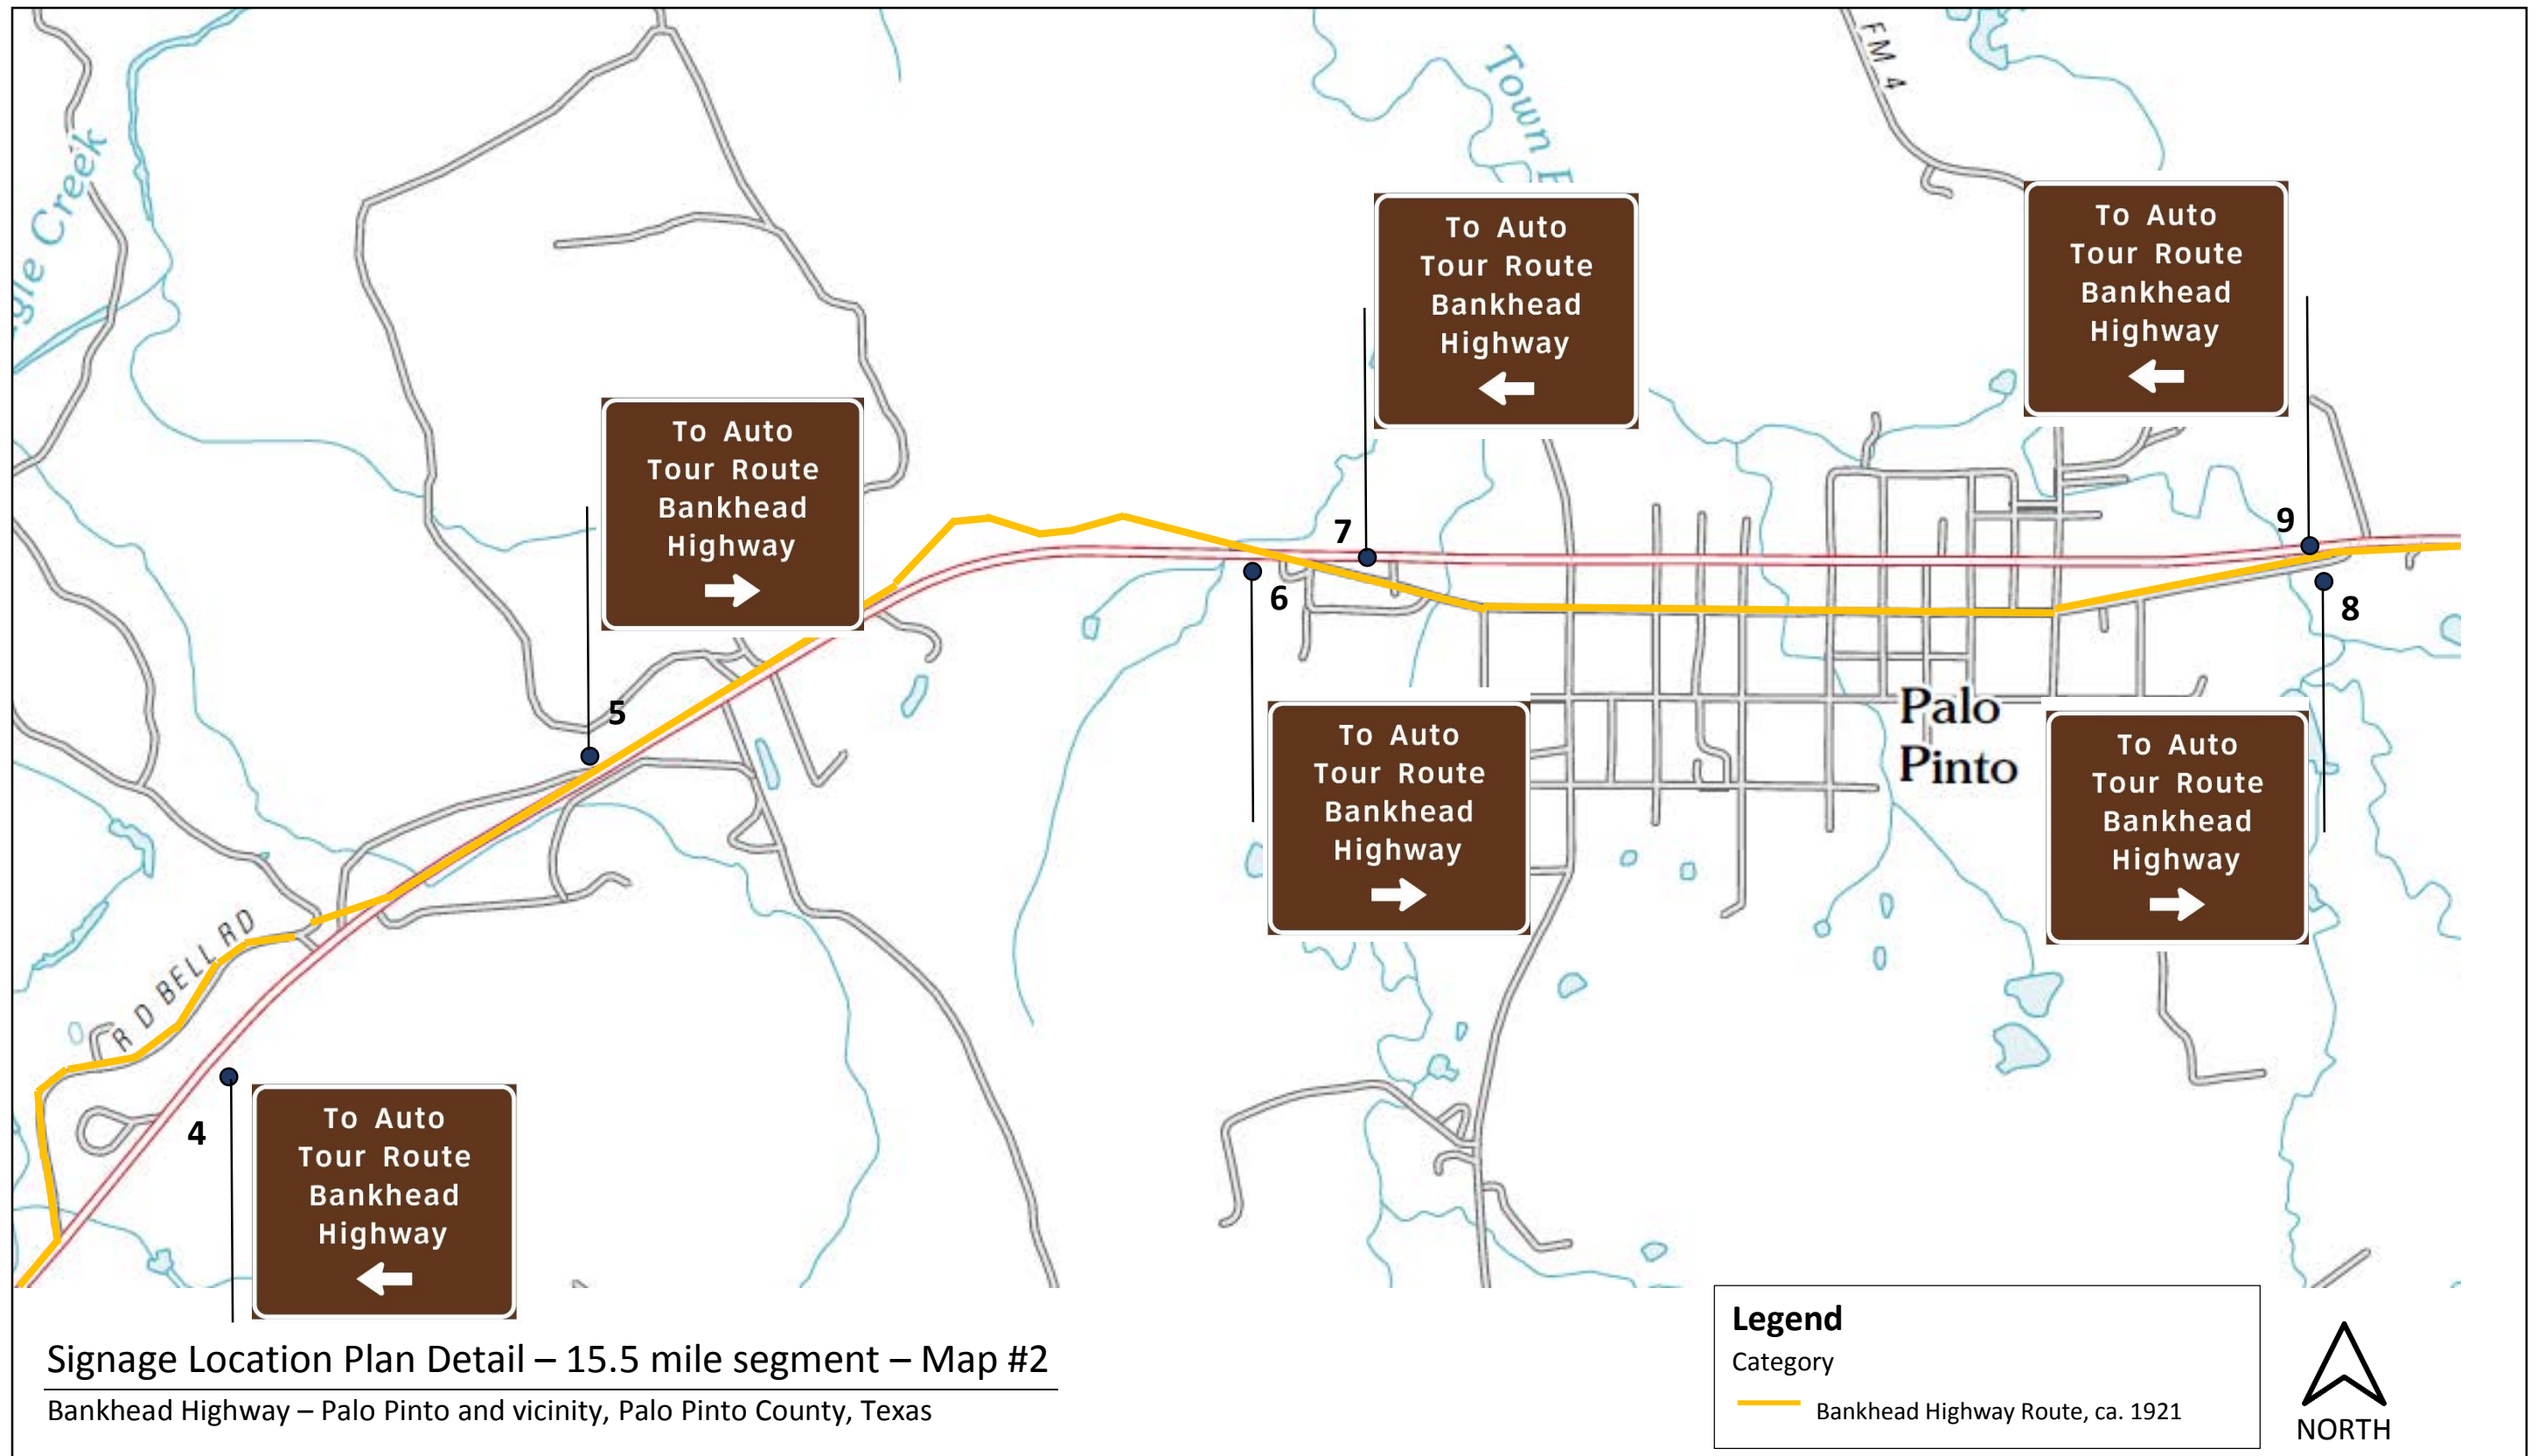 FM 4
Town
gle Creek
To Auto
Tour Route
Bankhead
Highway
To Auto
Tour Route
Bankhead
Highway
To Auto
Tour Route
Bankhead
Highway
7
9
5
6
8
Palo
Pinto
To Auto
Tour Route
Bankhead
Highway
To Auto
Tour Route
Bankhead
Highway
R D BELL RD
4
To Auto
Tour Route
Bankhead
Highway
Signage Location Plan Detail – 15.5 mile segment – Map #2
Bankhead Highway – Palo Pinto and vicinity, Palo Pinto County, Texas
Legend
Category
Bankhead Highway Route, ca. 1921
NORTH